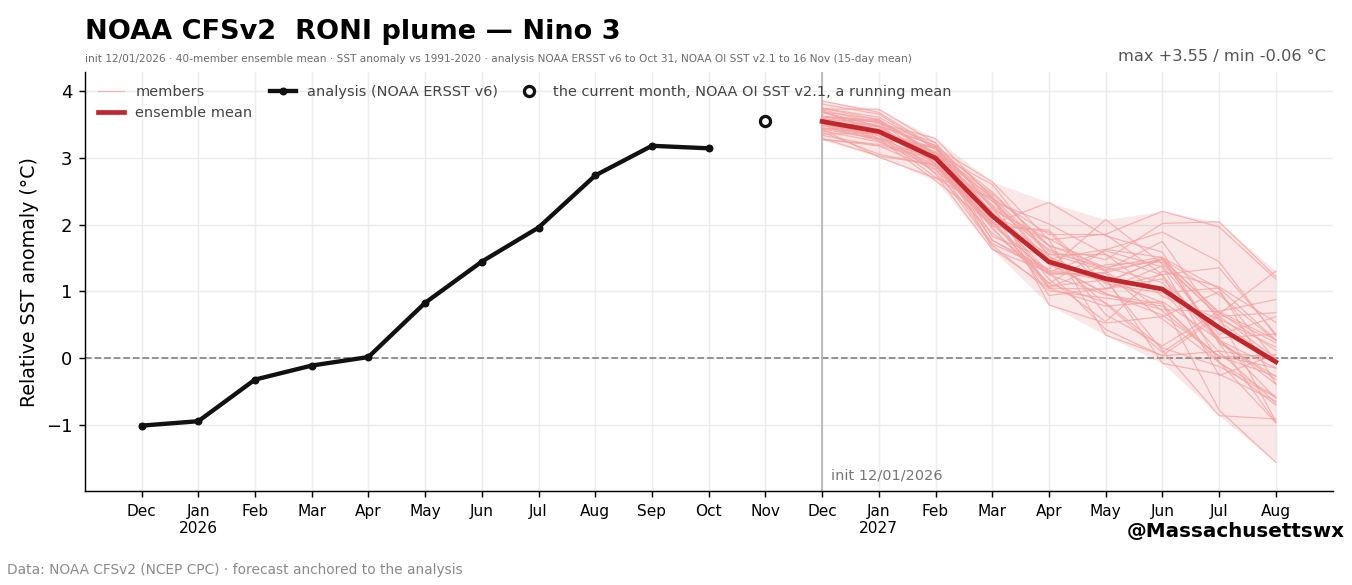 NOAA CFSv2  RONI plume — Nino 3
init 12/01/2026 · 40-member ensemble mean · SST anomaly vs 1991-2020 · analysis NOAA ERSST v6 to Oct 31, NOAA OI SST v2.1 to 16 Nov (15-day mean)
max +3.55 / min -0.06 °C
members
analysis (NOAA ERSST v6)
the current month, NOAA OI SST v2.1, a running mean
ensemble mean
Relative SST anomaly (°C)
4
3
2
1
0
−1
init 12/01/2026
Dec Jan Feb Mar Apr May Jun Jul Aug Sep Oct Nov Dec Jan Feb Mar Apr May Jun Jul Aug
2026 2027
@Massachusettswx
Data: NOAA CFSv2 (NCEP CPC) · forecast anchored to the analysis